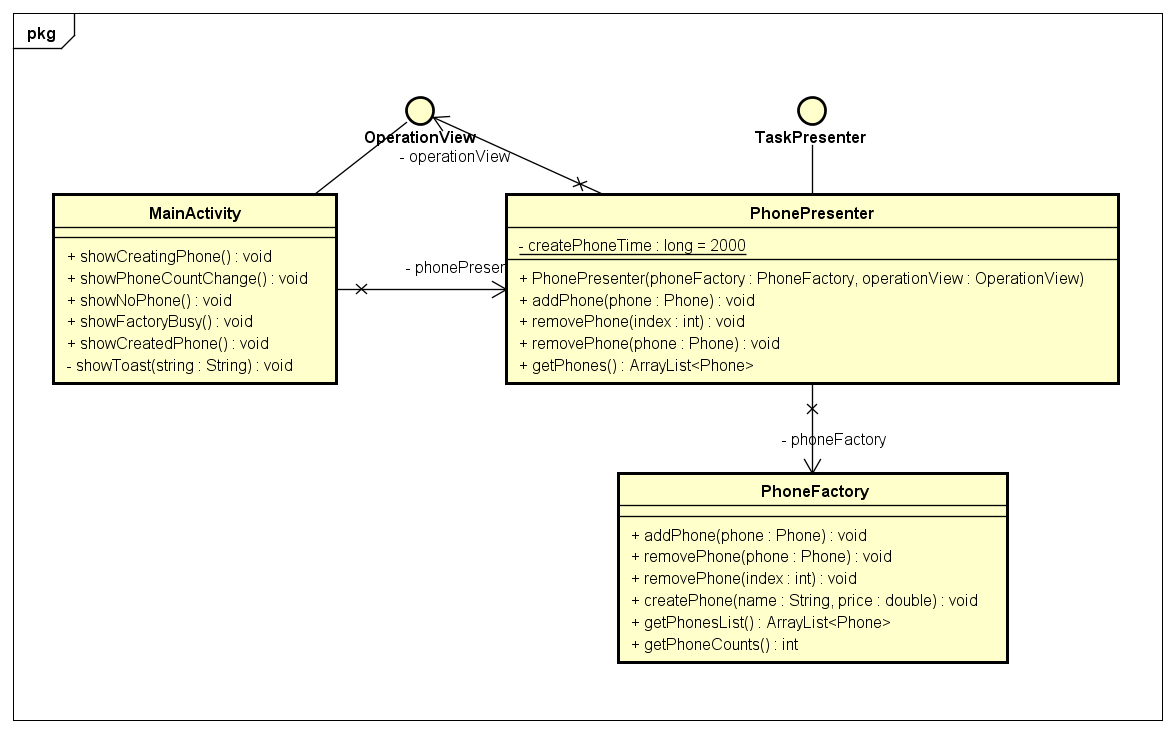 pkg
OperationView
TaskPresenter
- operationView
MainActivity
+ showCreatingPhone() : void
+ showPhoneCountChange() : void
+ showNoPhone() : void
+ showFactoryBusy() : void
+ showCreatedPhone() : void
- showToast(string : String) : void
- phonePreser
PhonePresenter
- createPhoneTime : long = 2000
+ PhonePresenter(phoneFactory : PhoneFactory, operationView : OperationView)
+ addPhone(phone : Phone) : void
+ removePhone(index : int) : void
+ removePhone(phone : Phone) : void
+ getPhones() : ArrayList<Phone>
- phoneFactory
PhoneFactory
+ addPhone(phone : Phone) : void
+ removePhone(phone : Phone) : void
+ removePhone(index : int) : void
+ createPhone(name : String, price : double) : void
+ getPhonesList() : ArrayList<Phone>
+ getPhoneCounts() : int